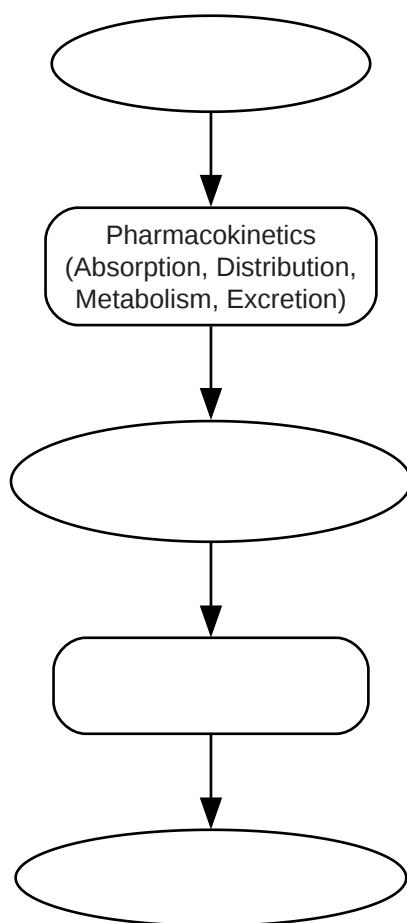 Pharmacokinetics
(Absorption, Distribution,
Metabolism, Excretion)